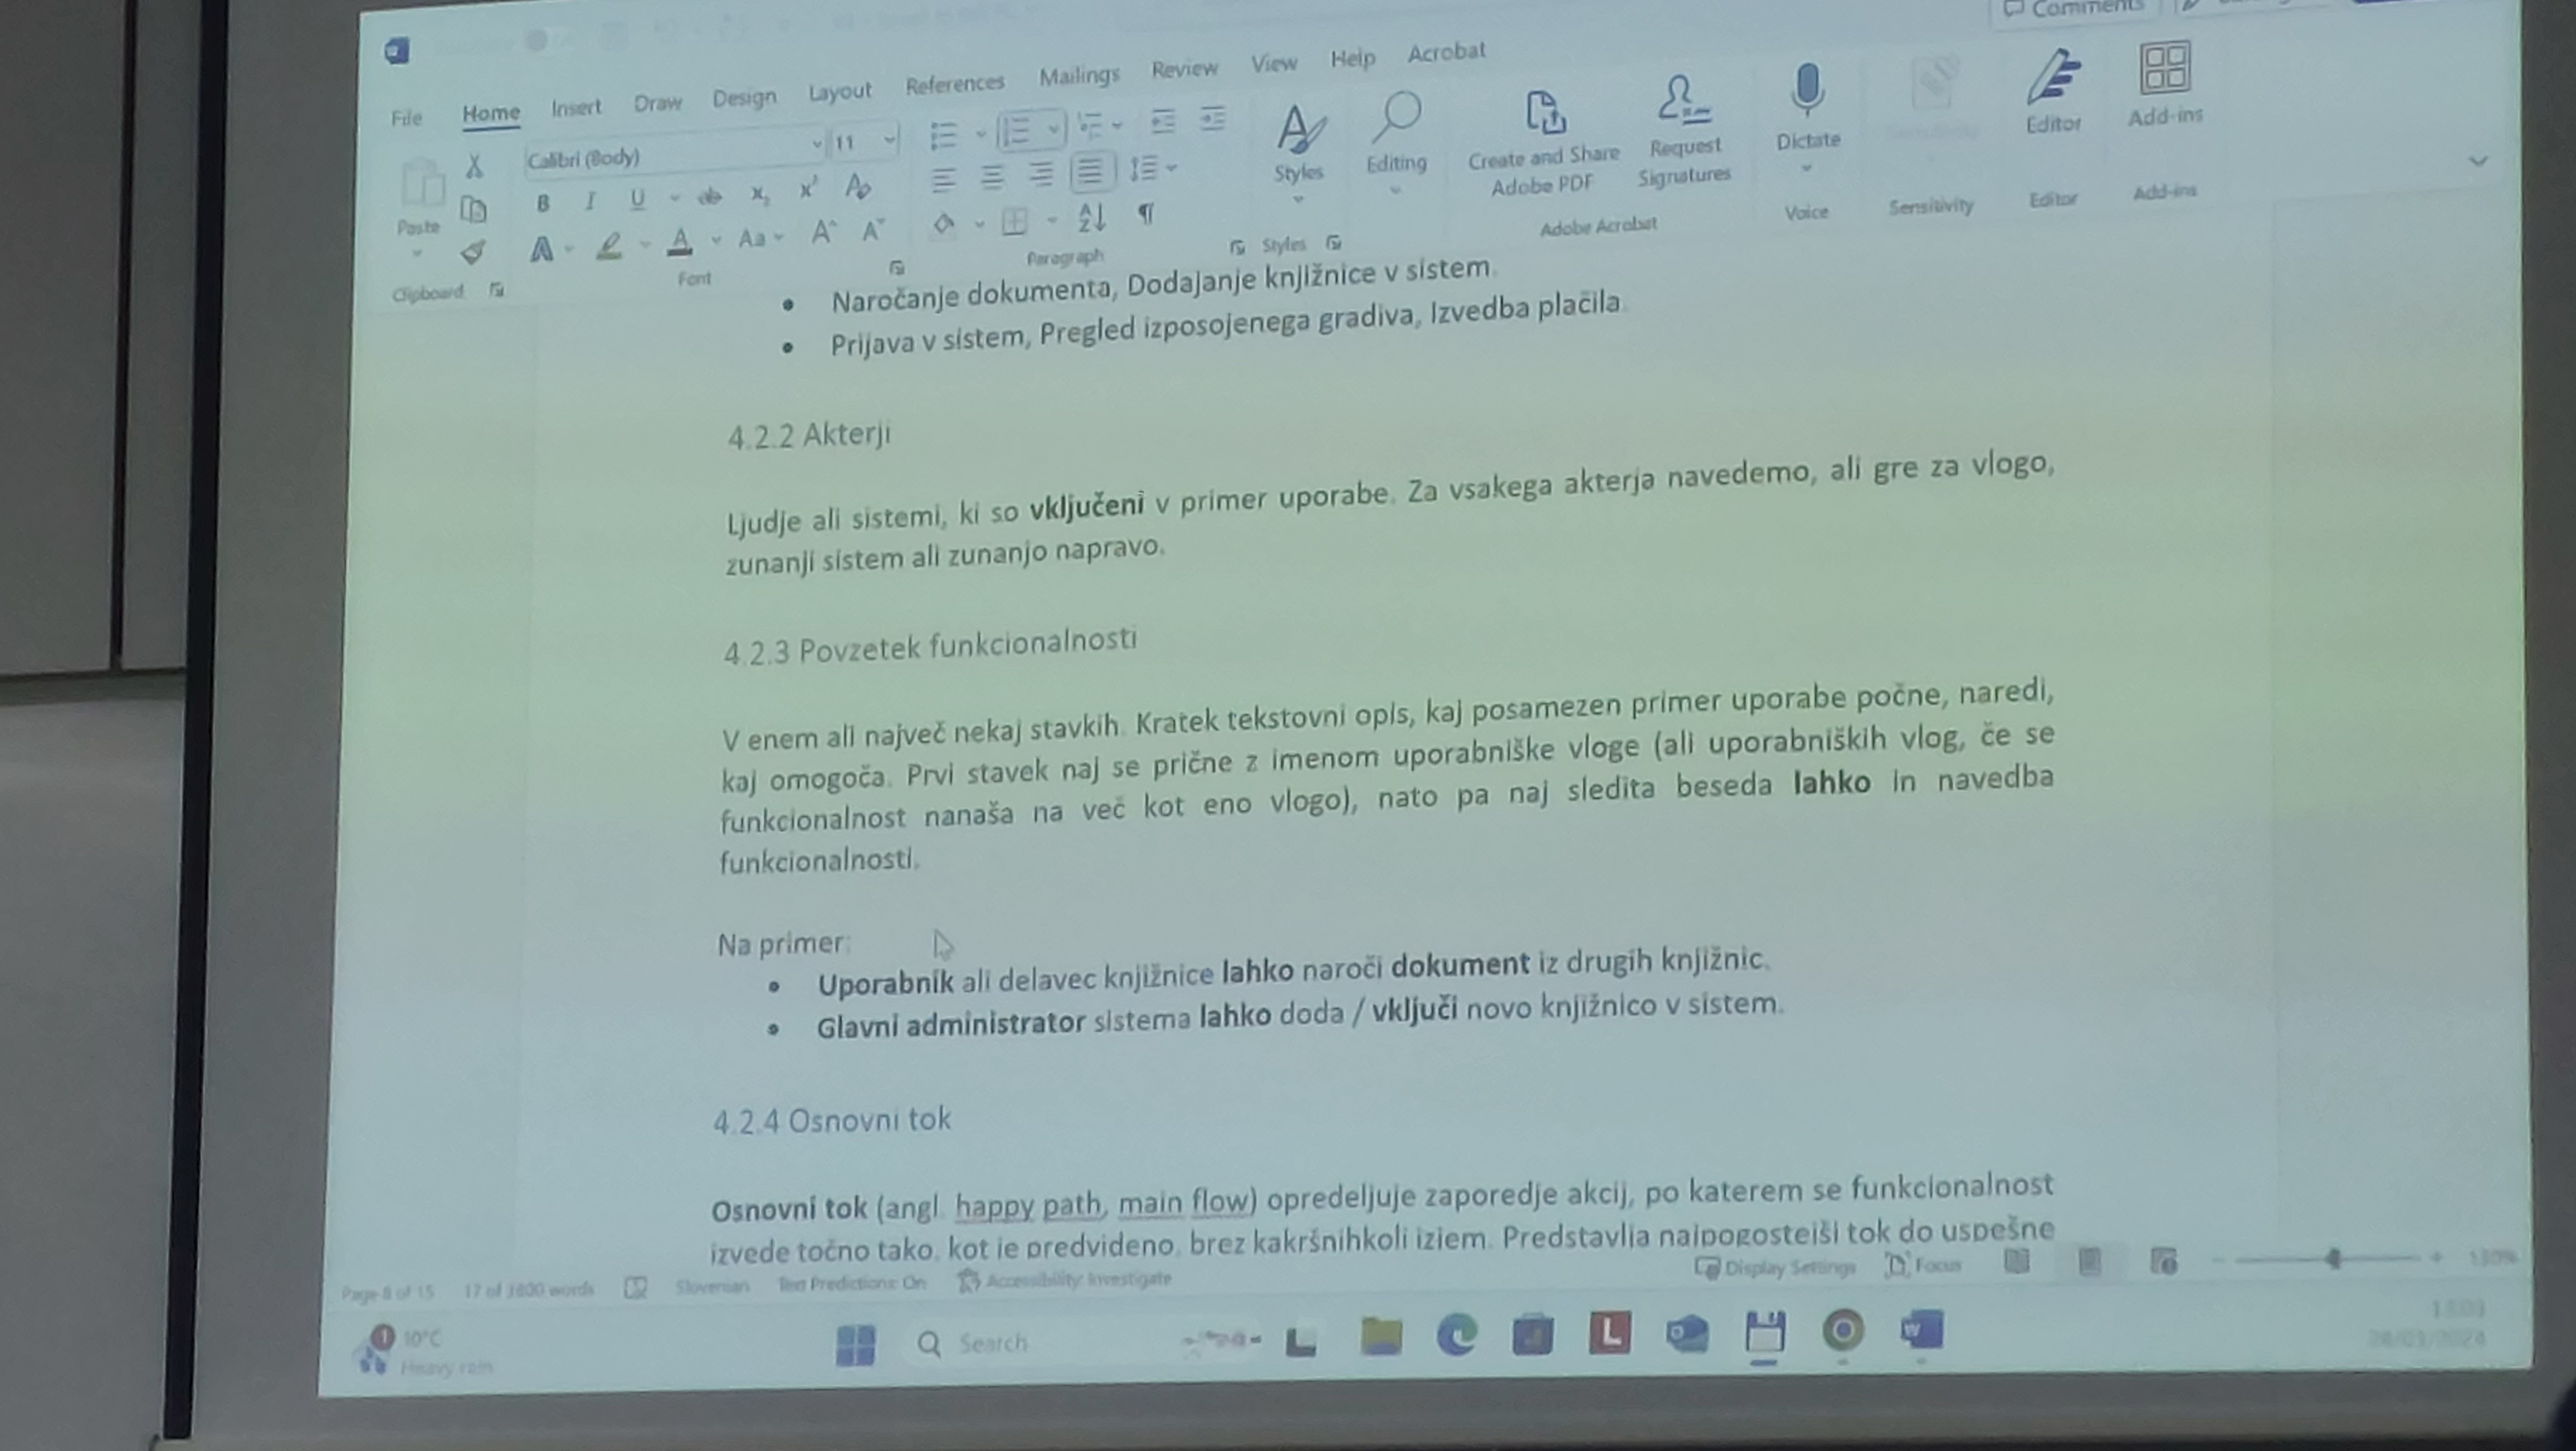 Comments
File Home Insert Draw Design Layout References Mailings Review View Help Acrobat
Calibri (Body) 11
Paste
Styles
Editing
Create and Share Adobe PDF
Request Signatures
Dictate
Editor
Add-ins
Clipboard Font Paragraph Styles Adobe Acrobat Voice Sensitivity Editor Add-ins
• Naročanje dokumenta, Dodajanje knjižnice v sistem.
• Prijava v sistem, Pregled izposojenega gradiva, Izvedba plačila.
4.2.2 Akterji
Ljudje ali sistemi, ki so vključeni v primer uporabe. Za vsakega akterja navedemo, ali gre za vlogo,
zunanji sistem ali zunanjo napravo.
4.2.3 Povzetek funkcionalnosti
V enem ali največ nekaj stavkih. Kratek tekstovni opis, kaj posamezen primer uporabe počne, naredi,
kaj omogoča. Prvi stavek naj se prične z imenom uporabniške vloge (ali uporabniških vlog, če se
funkcionalnost nanaša na več kot eno vlogo), nato pa naj sledita beseda lahko in navedba
funkcionalnosti.
Na primer:
• Uporabnik ali delavec knjižnice lahko naroči dokument iz drugih knjižnic.
• Glavni administrator sistema lahko doda / vključi novo knjižnico v sistem.
4.2.4 Osnovni tok
Osnovni tok (angl. happy path, main flow) opredeljuje zaporedje akcij, po katerem se funkcionalnost
izvede točno tako, kot je predvideno, brez kakršnihkoli izjem. Predstavlja najpogostejši tok do uspešne
Page 8 of 15 17 of 3800 words Slovenian Text Predictions: On Accessibility: Investigate Display Settings Focus 130%
10°C
Heavy rain
Search